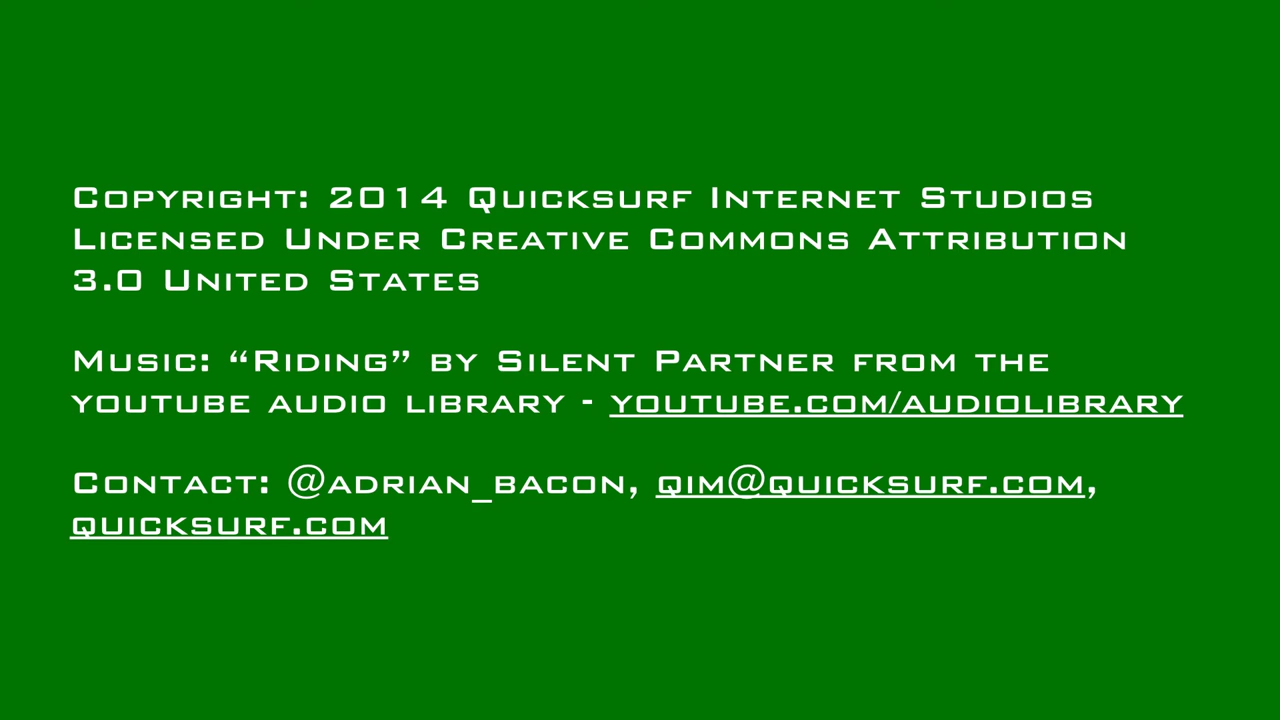 Copyright: 2014 Quicksurf Internet Studios
Licensed Under Creative Commons Attribution
3.0 United States
Music: “Riding” by Silent Partner from the
youtube audio library - youtube.com/audiolibrary
Contact: @adrian_bacon, qim@quicksurf.com,
quicksurf.com